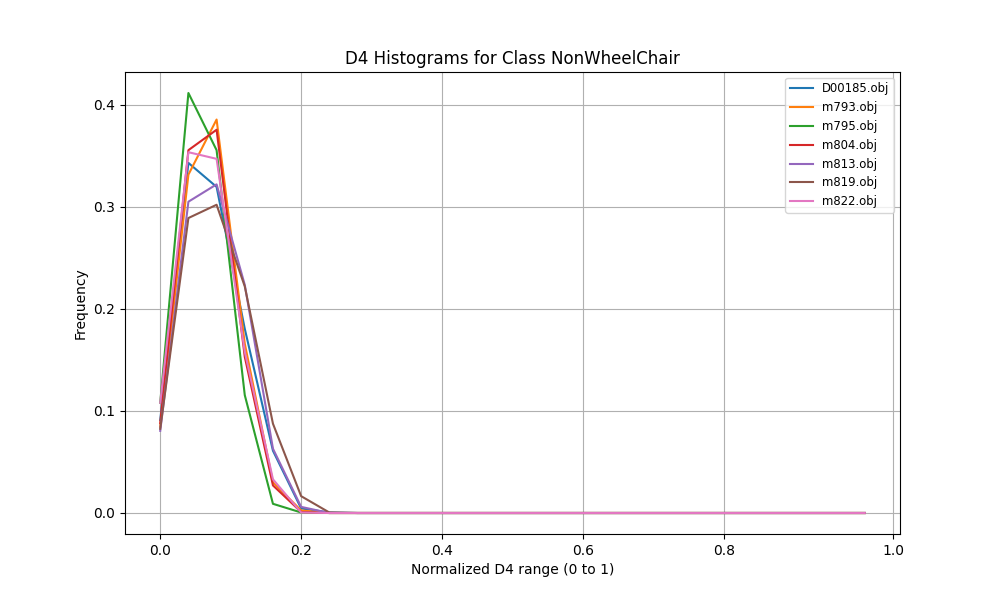 D4 Histograms for Class NonWheelChair
D00185.obj
m793.obj
m795.obj
m804.obj
m813.obj
m819.obj
m822.obj
Frequency
0.4
0.3
0.2
0.1
0.0
0.0 0.2 0.4 0.6 0.8 1.0
Normalized D4 range (0 to 1)